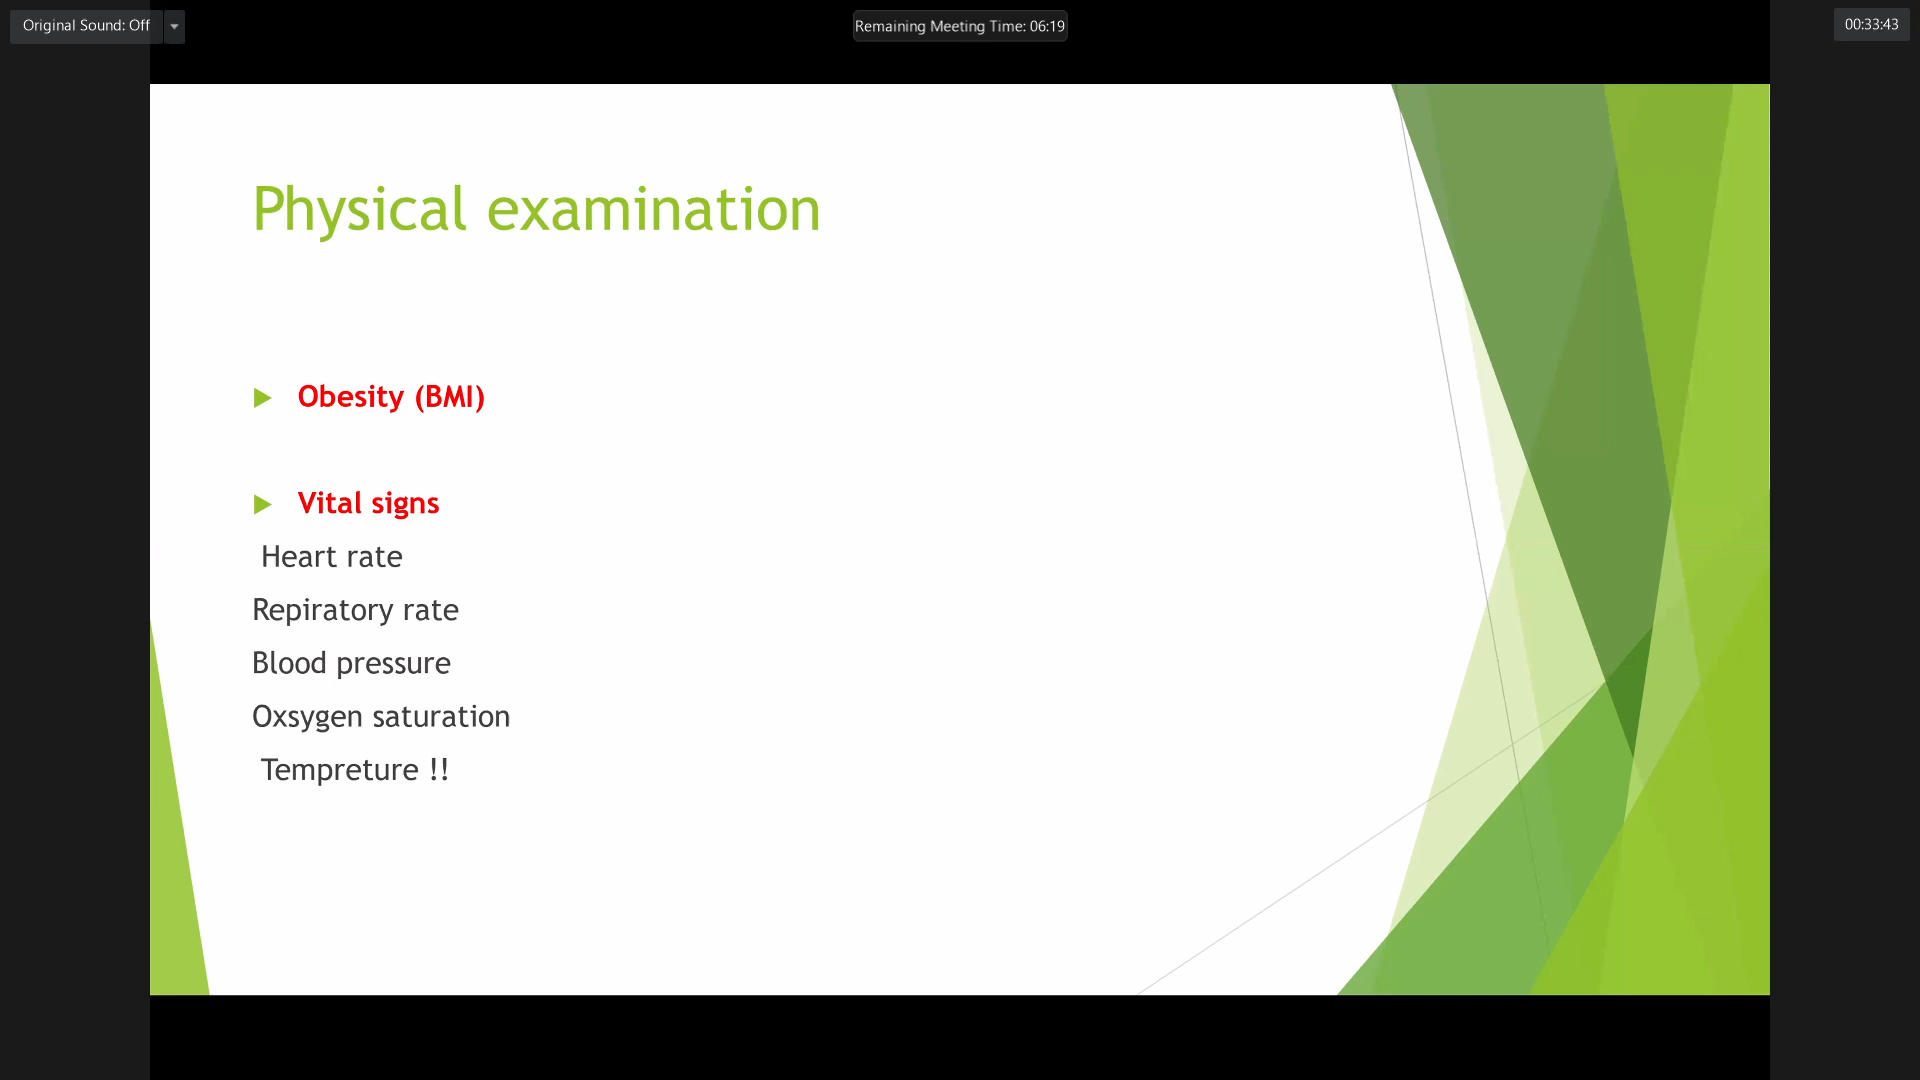 Original Sound: Off
Remaining Meeting Time: 06:19
00:33:43
Physical examination
Obesity (BMI)
Vital signs
Heart rate
Repiratory rate
Blood pressure
Oxsygen saturation
Tempreture !!